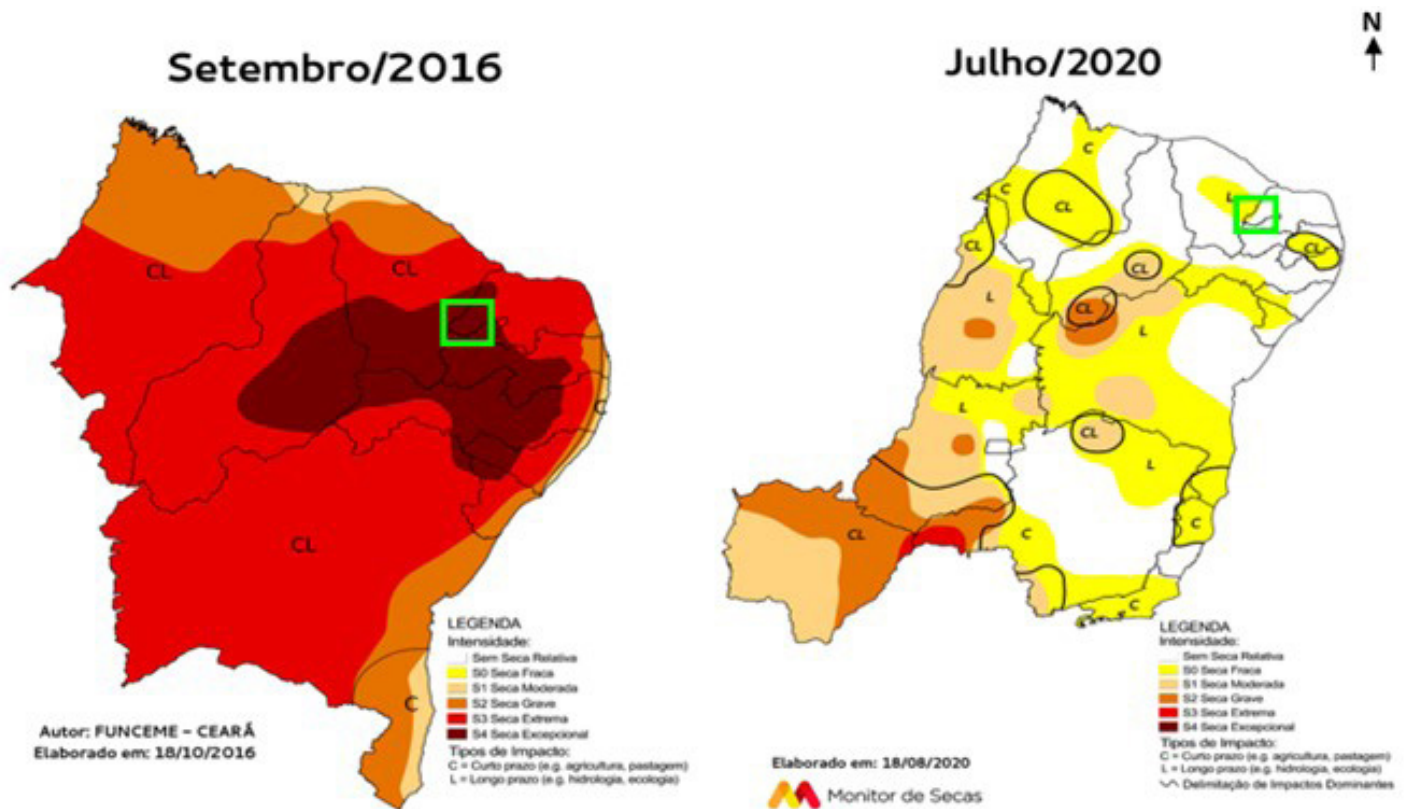 Setembro/2016
CL
CL
CL
C
C
LEGENDA
Intensidade:
Sem Seca Relativa
S0 Seca Fraca
S1 Seca Moderada
S2 Seca Grave
S3 Seca Extrema
S4 Seca Excepcional
Tipos de Impacto:
C = Curto prazo (e.g. agricultura, pastagem)
L = Longo prazo (e.g. hidrologia, ecologia)
Autor: FUNCEME - CEARÁ
Elaborado em: 18/10/2016
Julho/2020
N
C
C
CL
L
CL
CL
CL
L
CL
L
L
CL
L
CL
C
C
C
LEGENDA
Intensidade:
Sem Seca Relativa
S0 Seca Fraca
S1 Seca Moderada
S2 Seca Grave
S3 Seca Extrema
S4 Seca Excepcional
Tipos de Impacto:
C = Curto prazo (e.g. agricultura, pastagem)
L = Longo prazo (e.g. hidrologia, ecologia)
Delimitação de Impactos Dominantes
Elaborado em: 18/08/2020
Monitor de Secas